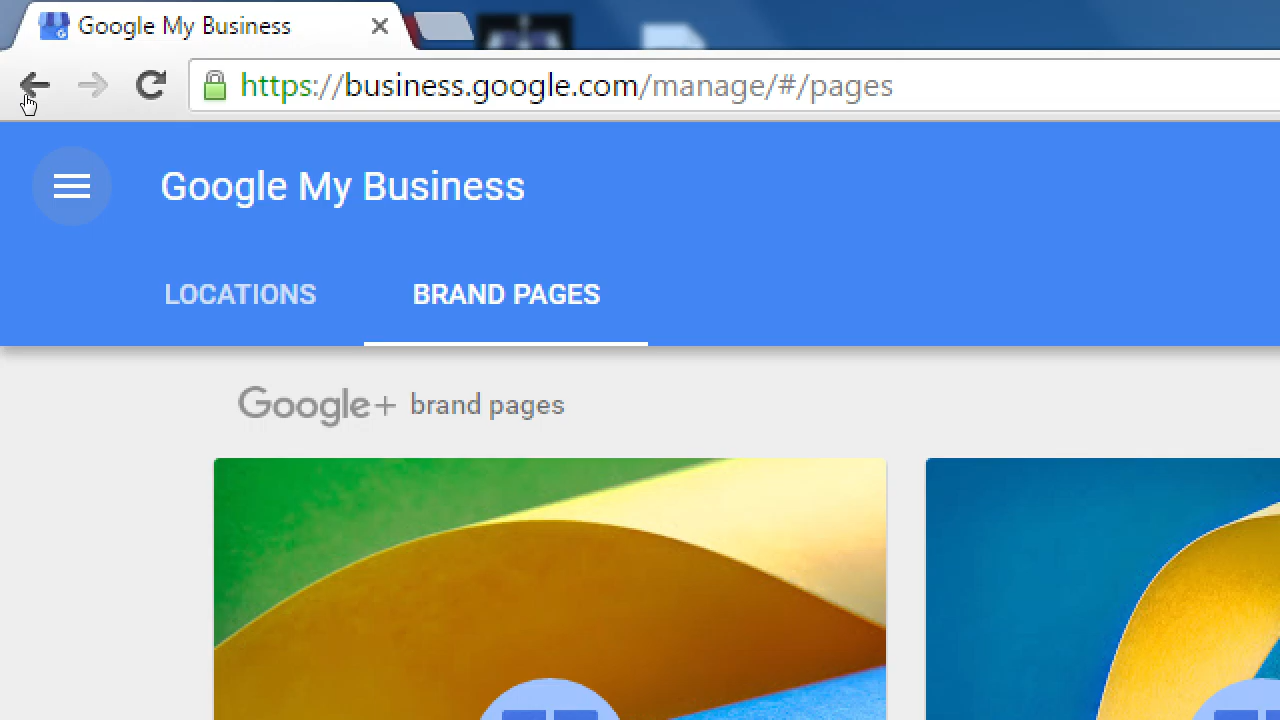 Google My Business
https://business.google.com/manage/#/pages
Google My Business
LOCATIONS BRAND PAGES
Google+ brand pages